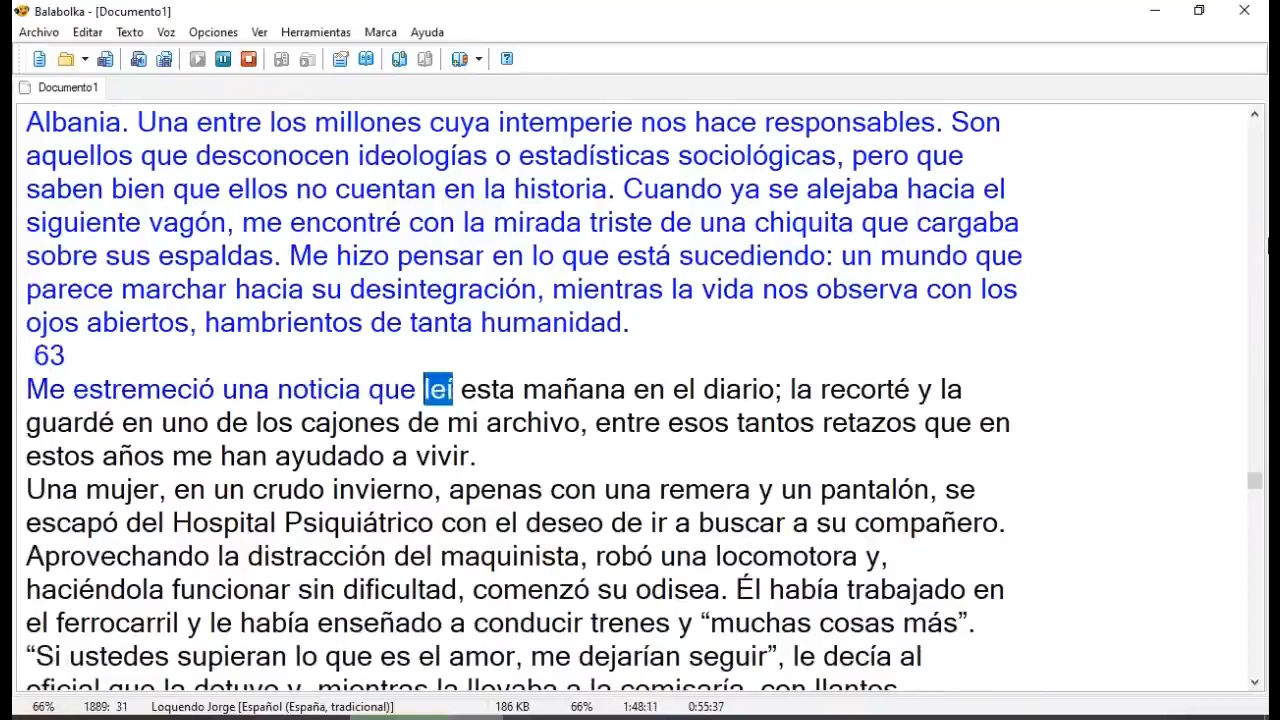 Balabolka - [Documento1]
Archivo Editar Texto Voz Opciones Ver Herramientas Marca Ayuda
Documento1
Albania. Una entre los millones cuya intemperie nos hace responsables. Son
aquellos que desconocen ideologías o estadísticas sociológicas, pero que
saben bien que ellos no cuentan en la historia. Cuando ya se alejaba hacia el
siguiente vagón, me encontré con la mirada triste de una chiquita que cargaba
sobre sus espaldas. Me hizo pensar en lo que está sucediendo: un mundo que
parece marchar hacia su desintegración, mientras la vida nos observa con los
ojos abiertos, hambrientos de tanta humanidad.
63
Me estremeció una noticia que leí esta mañana en el diario; la recorté y la
guardé en uno de los cajones de mi archivo, entre esos tantos retazos que en
estos años me han ayudado a vivir.
Una mujer, en un crudo invierno, apenas con una remera y un pantalón, se
escapó del Hospital Psiquiátrico con el deseo de ir a buscar a su compañero.
Aprovechando la distracción del maquinista, robó una locomotora y,
haciéndola funcionar sin dificultad, comenzó su odisea. Él había trabajado en
el ferrocarril y le había enseñado a conducir trenes y “muchas cosas más”.
“Si ustedes supieran lo que es el amor, me dejarían seguir”, le decía al
oficial que la detuvo y, mientras la llevaba a la comisaría, con llantos
66% 1889: 31 Loquendo Jorge [Español (España, tradicional)] 186 KB 66% 1:48:11 0:55:37